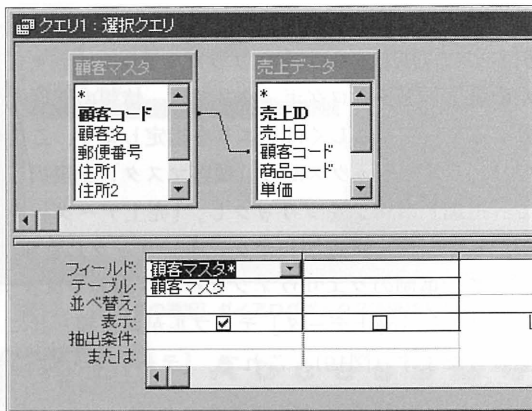 クエリ1 : 選択クエリ
顧客マスタ
*
顧客コード
顧客名
郵便番号
住所1
住所2
売上データ
*
売上ID
売上日
顧客コード
商品コード
単価
フィールド: 顧客マスタ*
テーブル: 顧客マスタ
並べ替え:
表示:
抽出条件:
または: